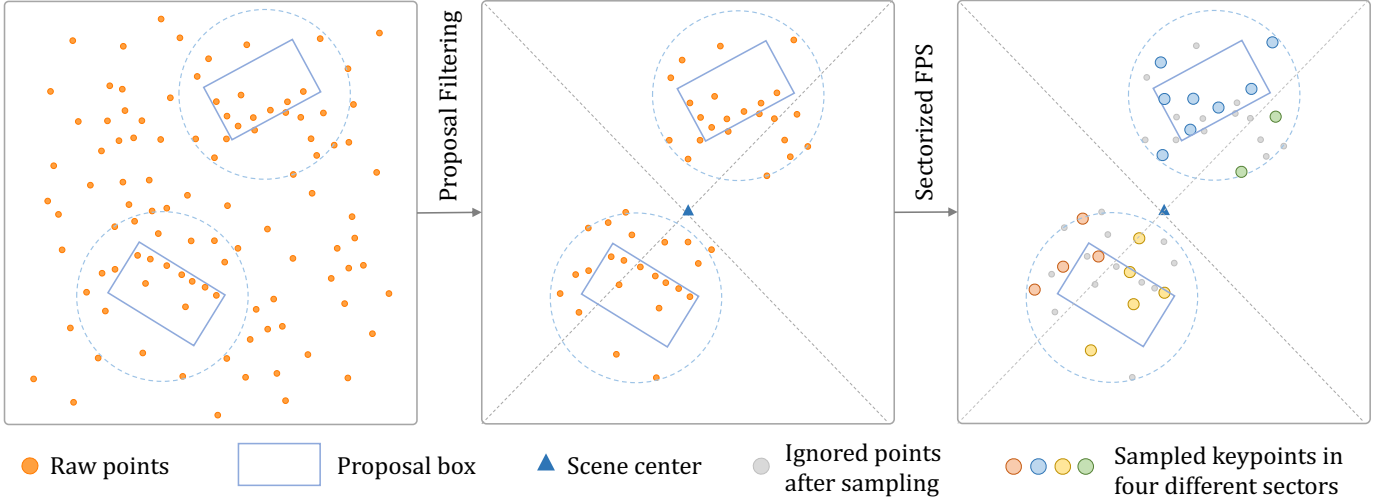 Proposal Filtering
Sectorized FPS
Raw points
Proposal box
Scene center
Ignored points
after sampling
Sampled keypoints in
four different sectors